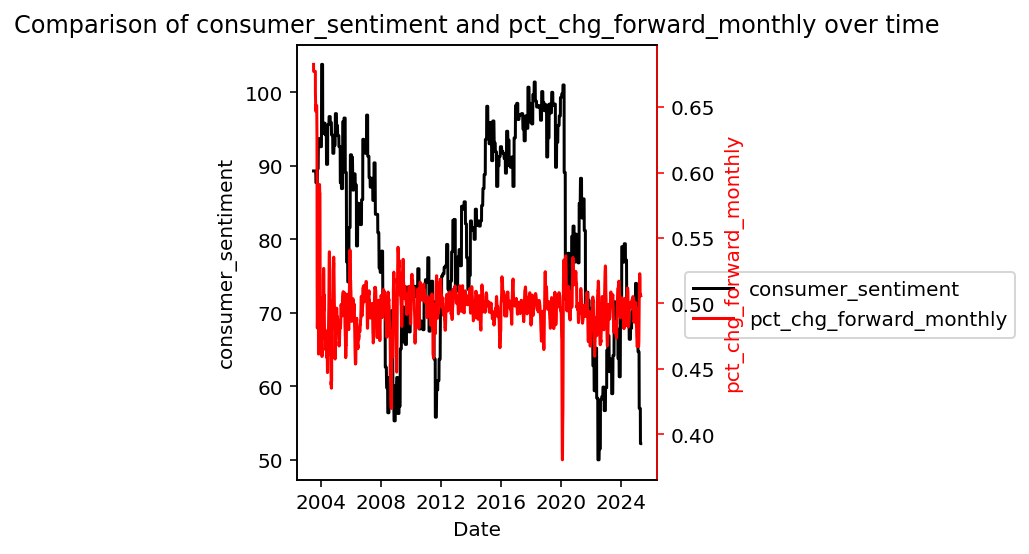 Comparison of consumer_sentiment and pct_chg_forward_monthly over time
consumer_sentiment
100
90
80
70
60
50
0.65
0.60
0.55
0.50
0.45
0.40
pct_chg_forward_monthly
consumer_sentiment
pct_chg_forward_monthly
2004 2008 2012 2016 2020 2024
Date